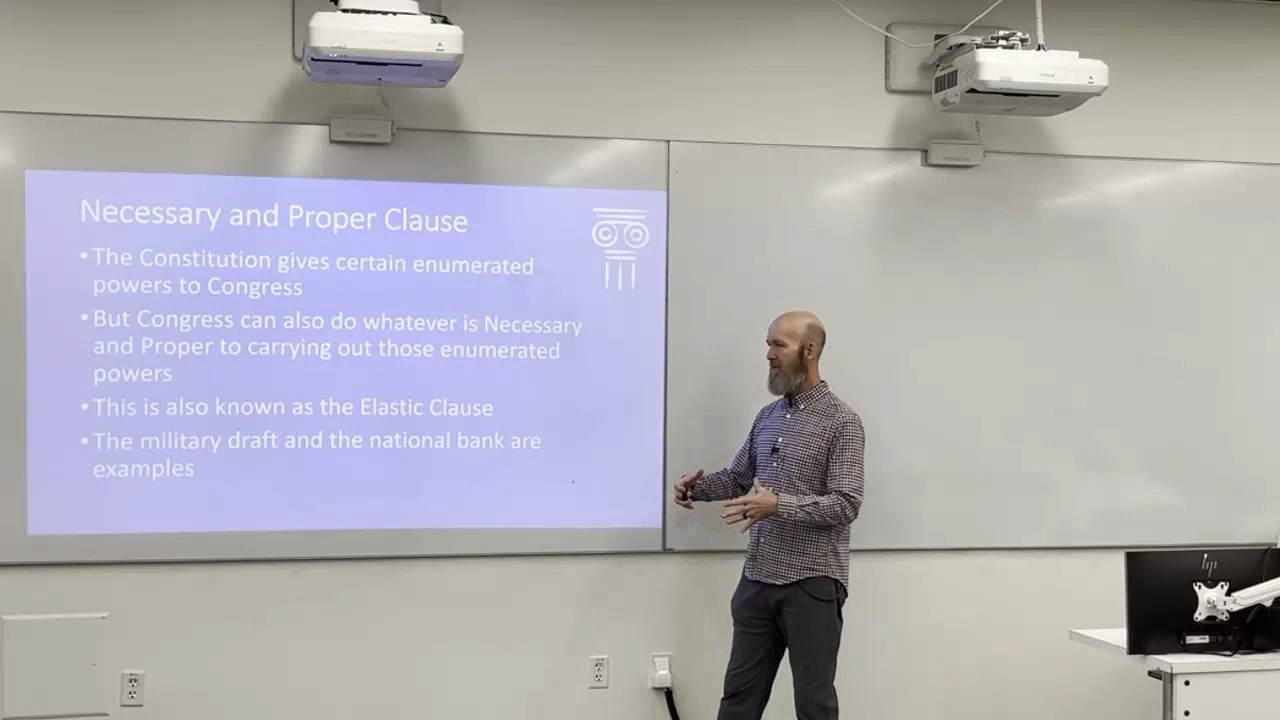 Necessary and Proper Clause
•The Constitution gives certain enumerated
powers to Congress
•But Congress can also do whatever is Necessary
and Proper to carrying out those enumerated
powers
•This is also known as the Elastic Clause
•The military draft and the national bank are
examples
hp